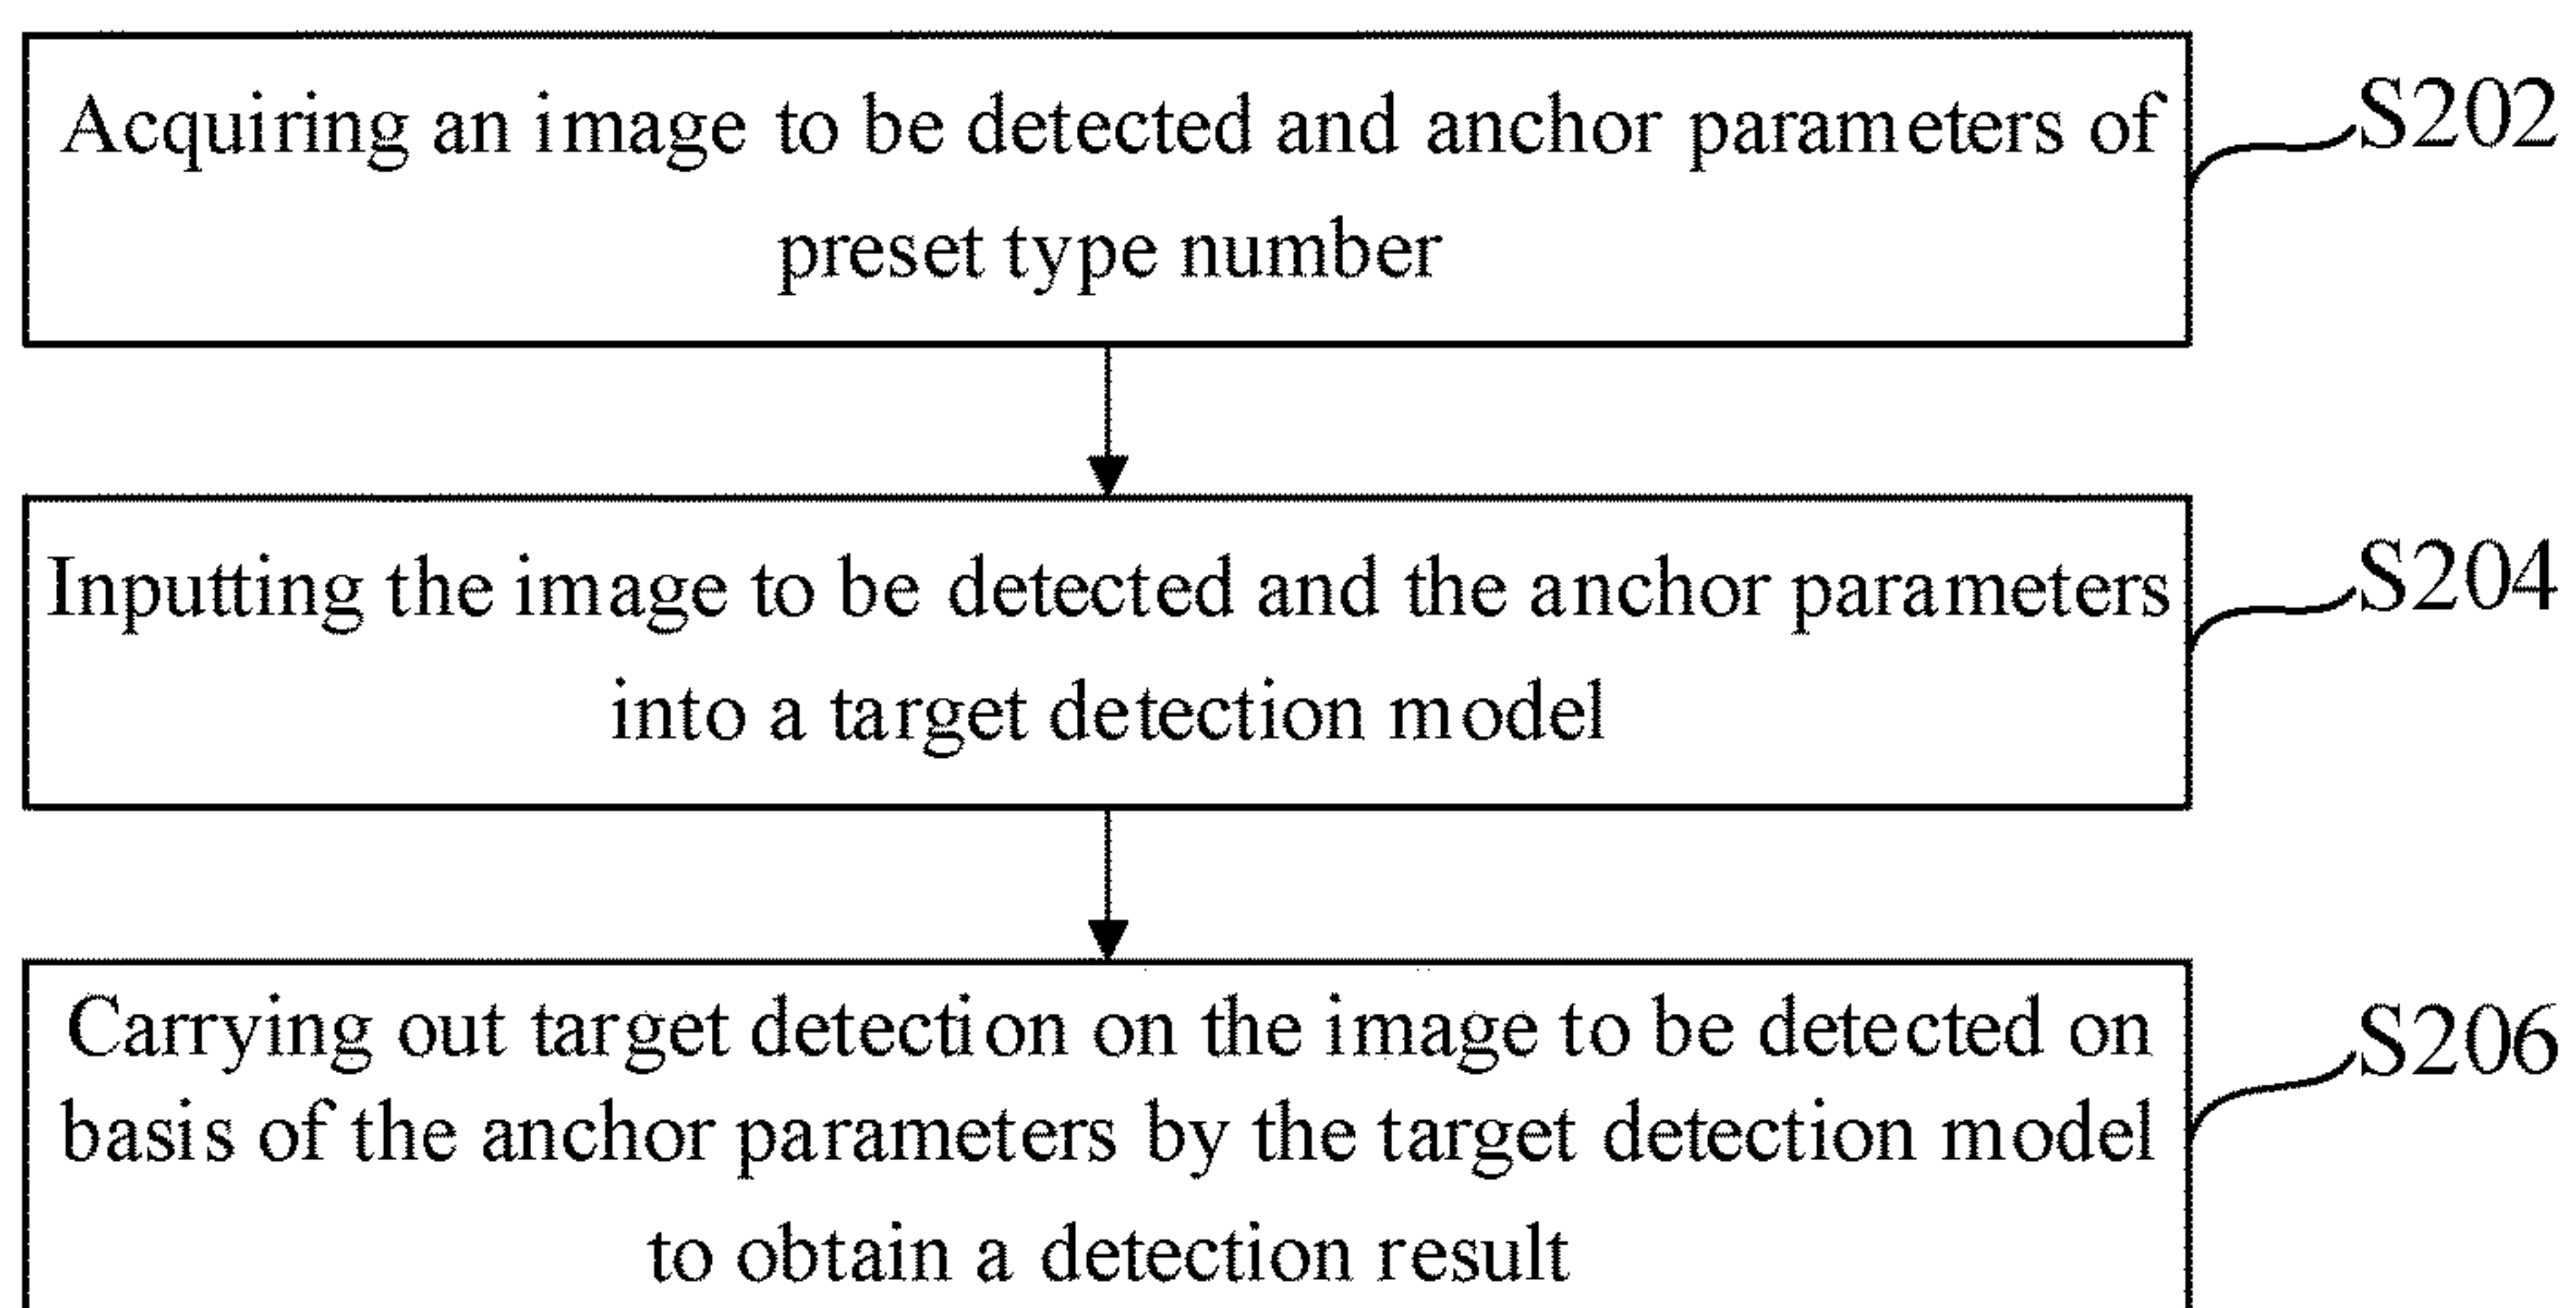 Acquiring an image to be detected and anchor parameters of
preset type number
S202
Inputting the image to be detected and the anchor parameters
into a target detection model
S204
Carrying out target detection on the image to be detected on
basis of the anchor parameters by the target detection model
to obtain a detection result
S206